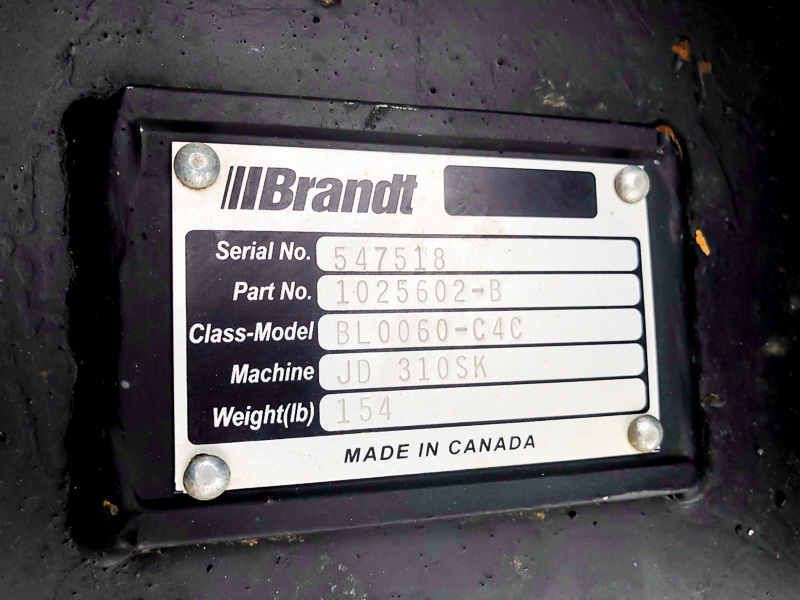 Brandt
Serial No. 547518
Part No. 1025602-B
Class-Model BL0060-C4C
Machine JD 310SK
Weight(lb) 154
MADE IN CANADA